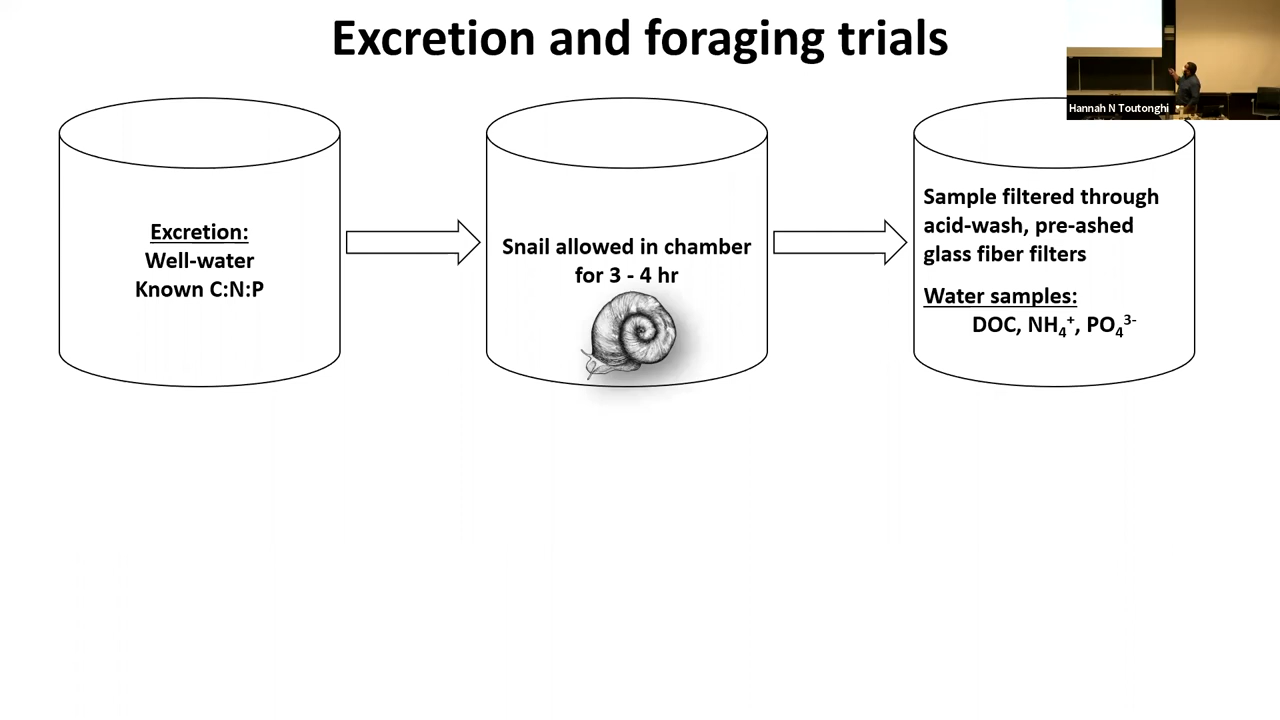 Excretion and foraging trials
Hannah N Toutonghi
Excretion:
Well-water
Known C:N:P
Snail allowed in chamber
for 3 - 4 hr
Sample filtered through
acid-wash, pre-ashed
glass fiber filters
Water samples:
DOC, NH₄⁺, PO₄³⁻